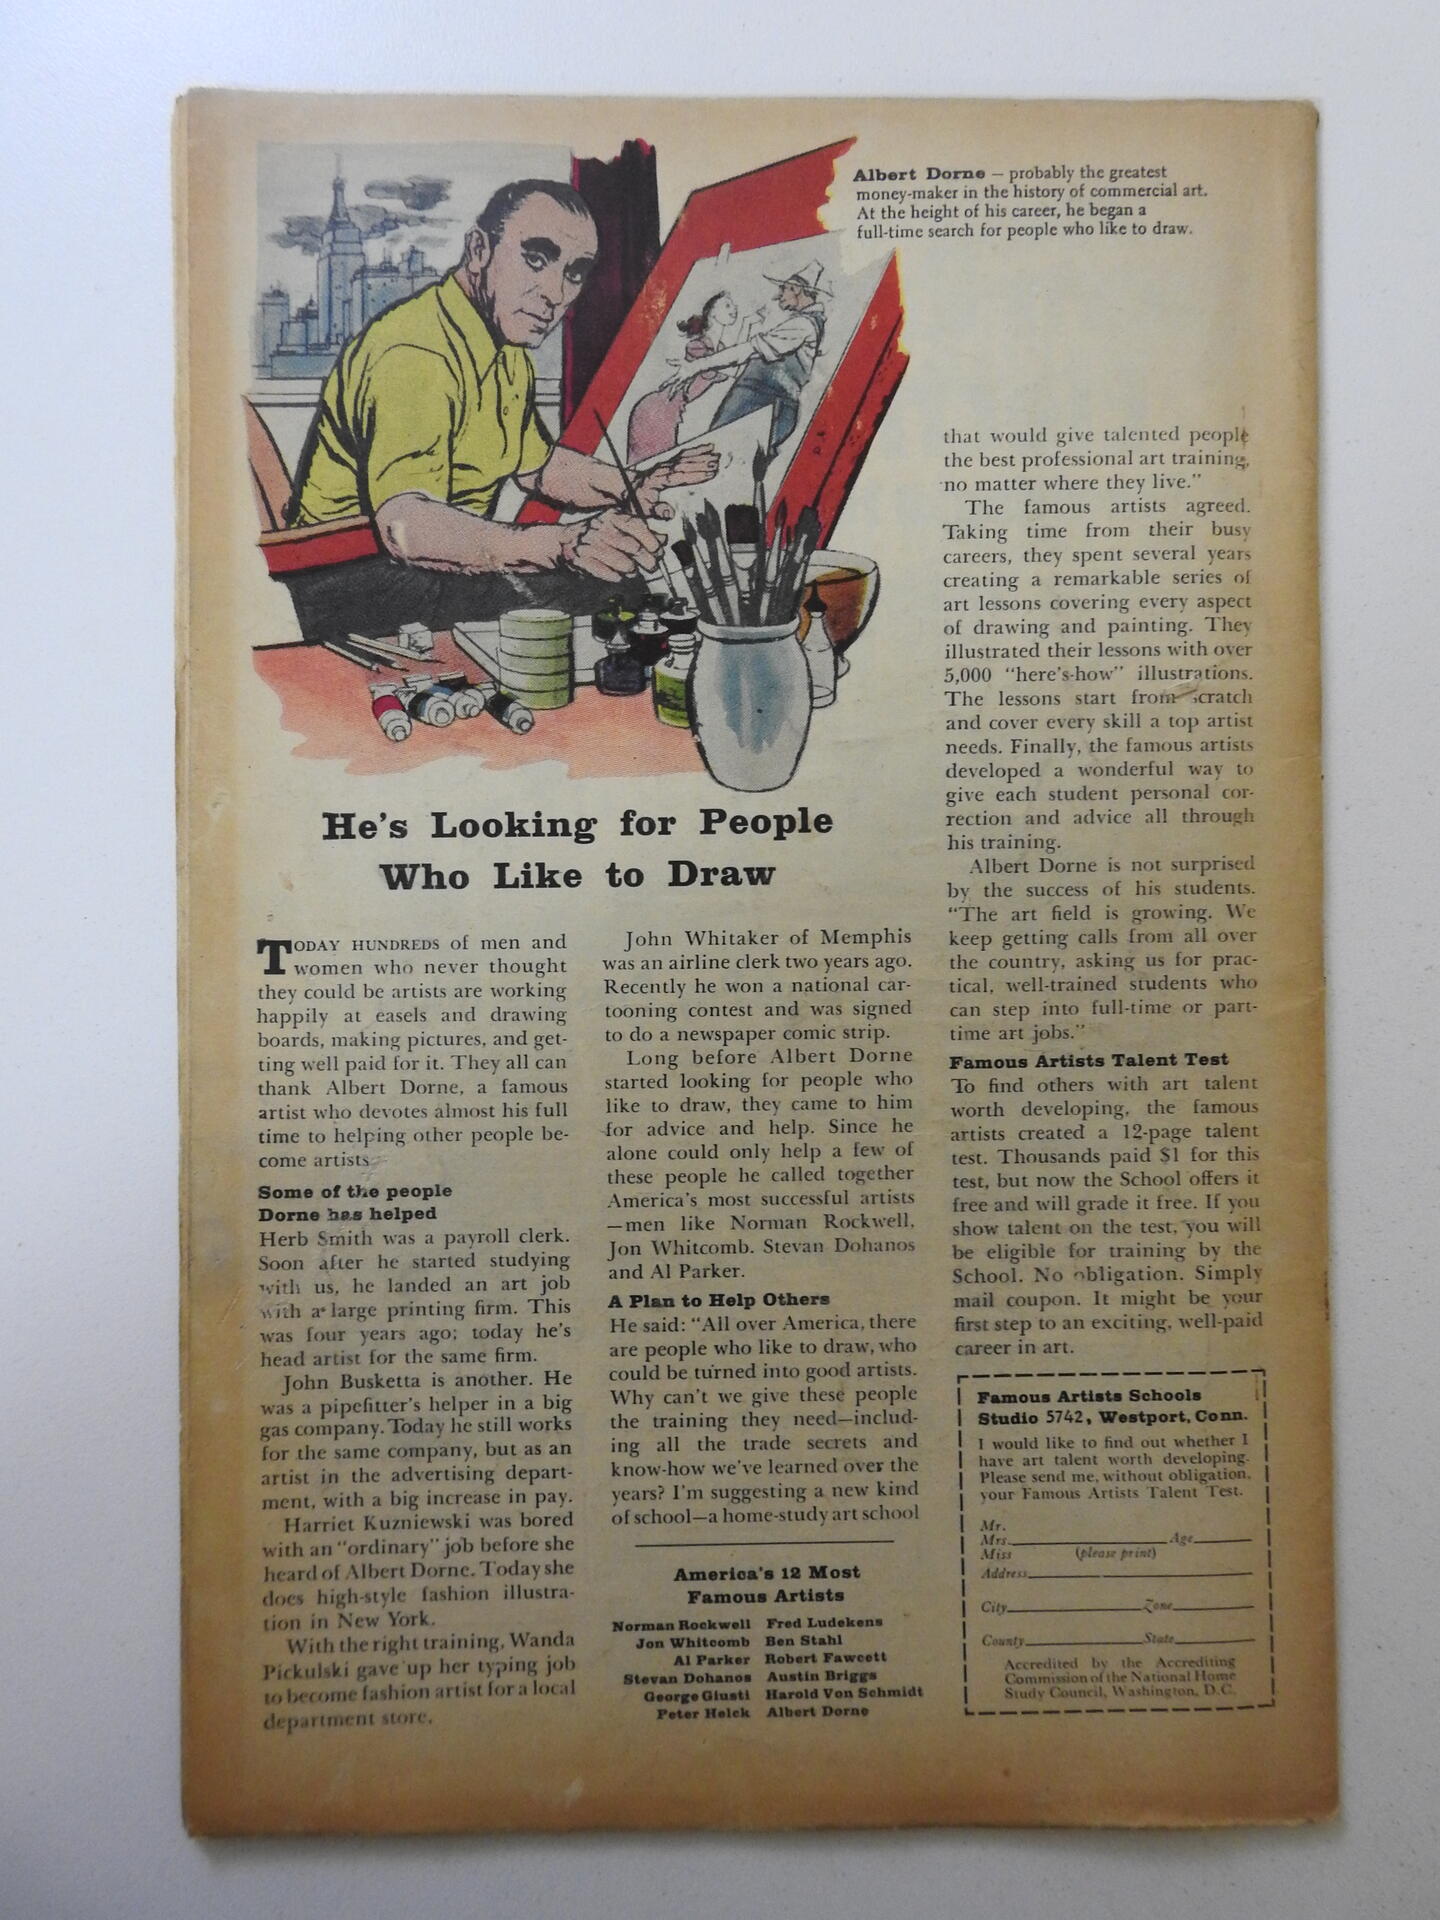 Albert Dorne — probably the greatest
money-maker in the history of commercial art.
At the height of his career, he began a
full-time search for people who like to draw.
He's Looking for People
Who Like to Draw
TODAY HUNDREDS of men and
women who never thought
they could be artists are working
happily at easels and drawing
boards, making pictures, and get-
ting well paid for it. They all can
thank Albert Dorne, a famous
artist who devotes almost his full
time to helping other people be-
come artists
Some of the people
Dorne has helped
Herb Smith was a payroll clerk.
Soon after he started studying
with us, he landed an art job
with a large printing firm. This
was four years ago; today he's
head artist for the same firm.
John Busketta is another. He
was a pipefitter's helper in a big
gas company. Today he still works
for the same company, but as an
artist in the advertising depart-
ment, with a big increase in pay.
Harriet Kuzniewski was bored
with an "ordinary" job before she
heard of Albert Dorne. Today she
does high-style fashion illustra-
tion in New York.
With the right training, Wanda
Pickulski gave up her typing job
to become fashion artist for a local
department store.
John Whitaker of Memphis
was an airline clerk two years ago.
Recently he won a national car-
tooning contest and was signed
to do a newspaper comic strip.
Long before Albert Dorne
started looking for people who
like to draw, they came to him
for advice and help. Since he
alone could only help a few of
these people he called together
America's most successful artists
—men like Norman Rockwell,
Jon Whitcomb. Stevan Dohanos
and Al Parker.
A Plan to Help Others
He said: "All over America, there
are people who like to draw, who
could be turned into good artists.
Why can't we give these people
the training they need—includ-
ing all the trade secrets and
know-how we've learned over the
years? I'm suggesting a new kind
of school—a home-study art school
America's 12 Most
Famous Artists
Norman Rockwell Fred Ludekens
Jon Whitcomb Ben Stahl
Al Parker Robert Fawcett
Stevan Dohanos Austin Briggs
George Giusti Harold Von Schmidt
Peter Helck Albert Dorne
that would give talented people
the best professional art training,
no matter where they live."
The famous artists agreed.
Taking time from their busy
careers, they spent several years
creating a remarkable series of
art lessons covering every aspect
of drawing and painting. They
illustrated their lessons with over
5,000 "here's-how" illustrations.
The lessons start from scratch
and cover every skill a top artist
needs. Finally, the famous artists
developed a wonderful way to
give each student personal cor-
rection and advice all through
his training.
Albert Dorne is not surprised
by the success of his students.
"The art field is growing. We
keep getting calls from all over
the country, asking us for prac-
tical, well-trained students who
can step into full-time or part-
time art jobs."
Famous Artists Talent Test
To find others with art talent
worth developing, the famous
artists created a 12-page talent
test. Thousands paid $1 for this
test, but now the School offers it
free and will grade it free. If you
show talent on the test, you will
be eligible for training by the
School. No obligation. Simply
mail coupon. It might be your
first step to an exciting, well-paid
career in art.
Famous Artists Schools
Studio 5742, Westport, Conn.
I would like to find out whether I
have art talent worth developing.
Please send me, without obligation,
your Famous Artists Talent Test.
Mr.
Mrs. Age
Miss (please print)
Address
City Zone
County State
Accredited by the Accrediting
Commission of the National Home
Study Council, Washington, D.C.